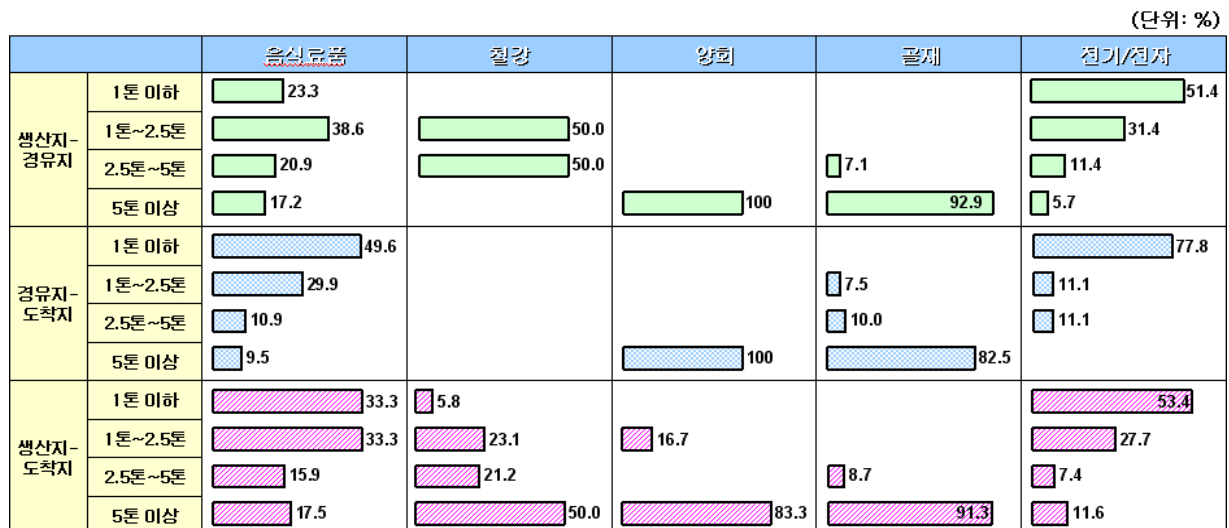 (단위: %)
음식료품 철강 양회 골재 전기/전자
생산지-
경유지
1톤 이하 23.3 51.4
1톤~2.5톤 38.6 50.0 31.4
2.5톤~5톤 20.9 50.0 7.1 11.4
5톤 이상 17.2 100 92.9 5.7
경유지-
도착지
1톤 이하 49.6 77.8
1톤~2.5톤 29.9 7.5 11.1
2.5톤~5톤 10.9 10.0 11.1
5톤 이상 9.5 100 82.5
생산지-
도착지
1톤 이하 33.3 5.8 53.4
1톤~2.5톤 33.3 23.1 16.7 27.7
2.5톤~5톤 15.9 21.2 8.7 7.4
5톤 이상 17.5 50.0 83.3 91.3 11.6